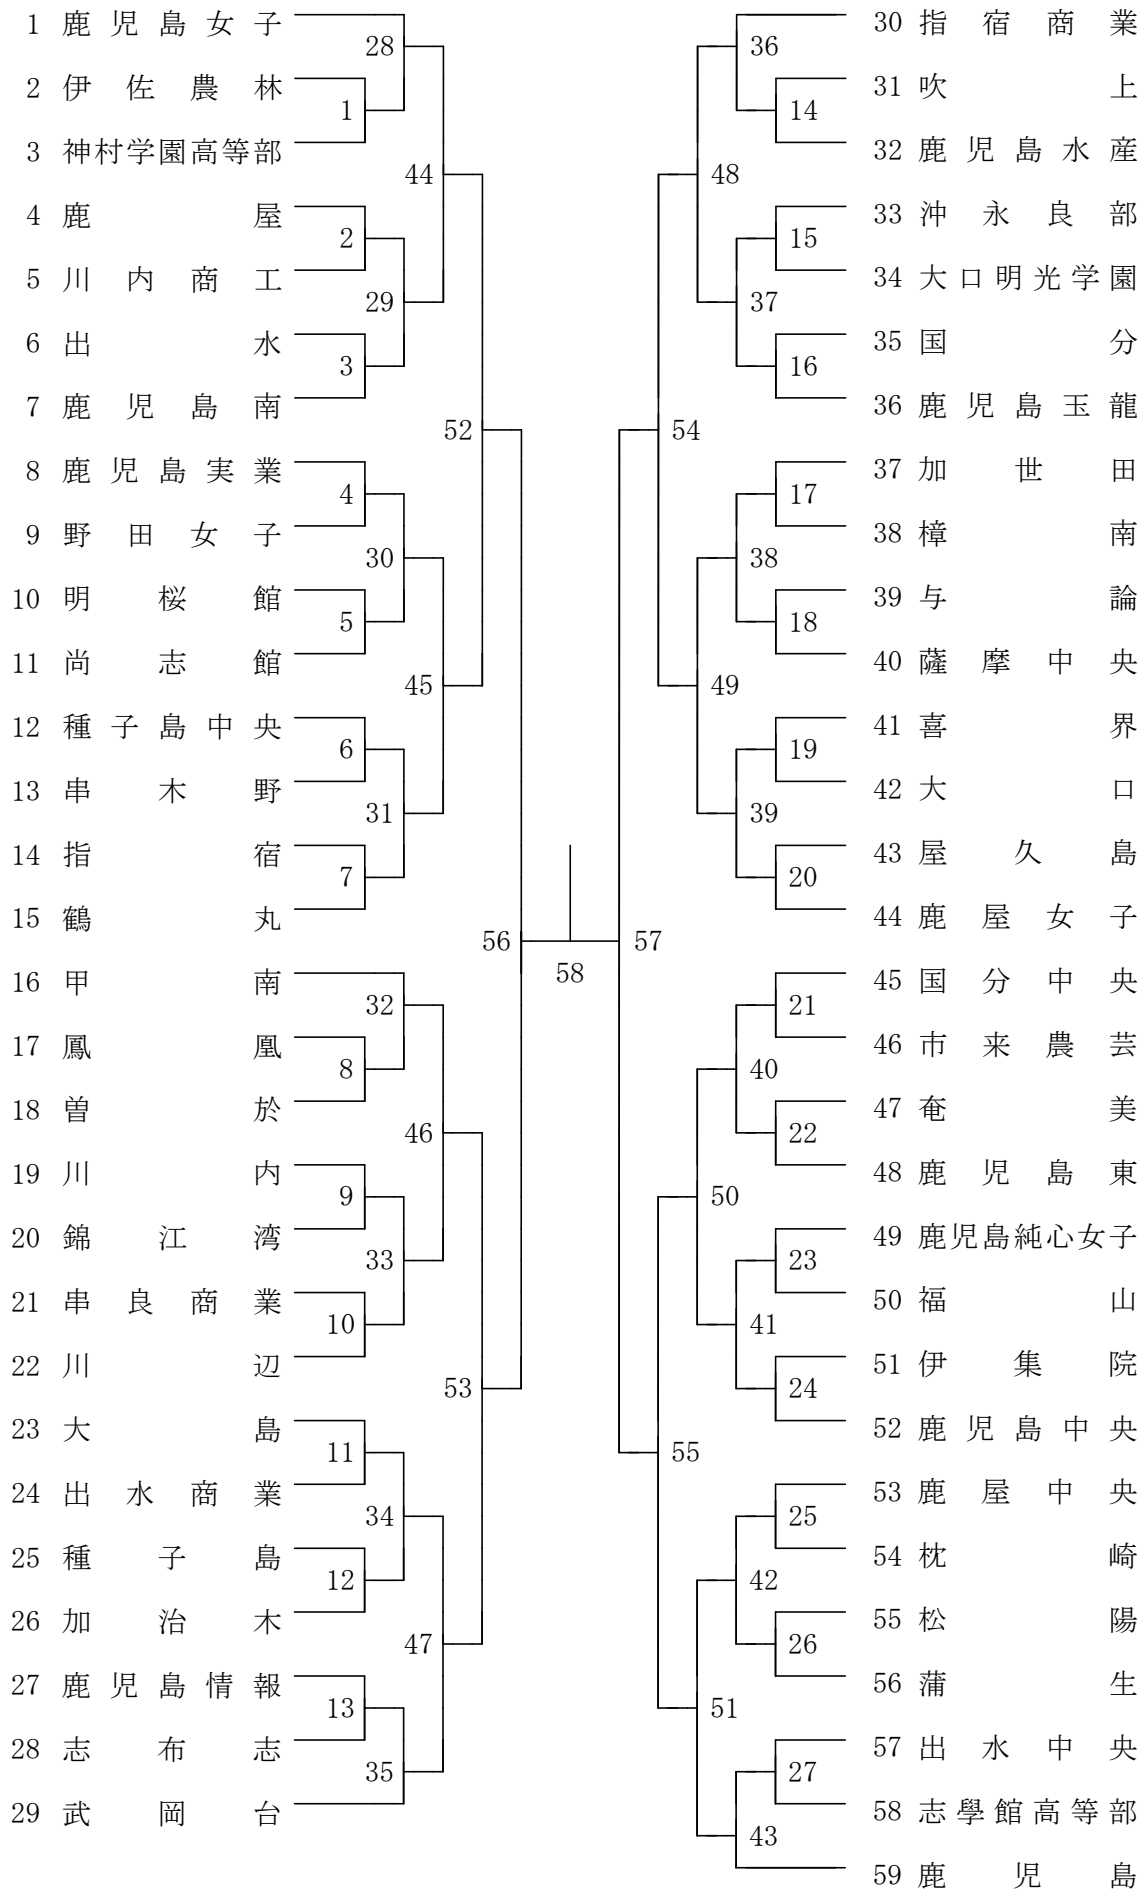 1 鹿児島女子
2 伊佐農林
3 神村学園高等部
4 鹿屋
5 川内商工
6 出水
7 鹿児島南
8 鹿児島実業
9 野田女子
10 明桜館
11 尚志館
12 種子島中央
13 串木野
14 指宿
15 鶴丸
16 甲南
17 鳳凰
18 曽於
19 川内
20 錦江湾
21 串良商業
22 川辺
23 大島
24 出水商業
25 種子島
26 加治木
27 鹿児島情報
28 志布志
29 武岡台
28
1
44
2
29
3
52
4
30
5
45
6
31
7
56
32
8
46
9
33
10
53
11
34
12
47
13
35
58
36
14
48
15
37
16
54
17
38
18
49
19
39
20
57
21
40
22
50
23
41
24
55
25
42
26
51
27
43
30 指宿商業
31 吹上
32 鹿児島水産
33 沖永良部
34 大口明光学園
35 国分
36 鹿児島玉龍
37 加世田
38 樟南
39 与論
40 薩摩中央
41 喜界
42 大口
43 屋久島
44 鹿屋女子
45 国分中央
46 市来農芸
47 奄美
48 鹿児島東
49 鹿児島純心女子
50 福山
51 伊集院
52 鹿児島中央
53 鹿屋中央
54 枕崎
55 松陽
56 蒲生
57 出水中央
58 志學館高等部
59 鹿児島